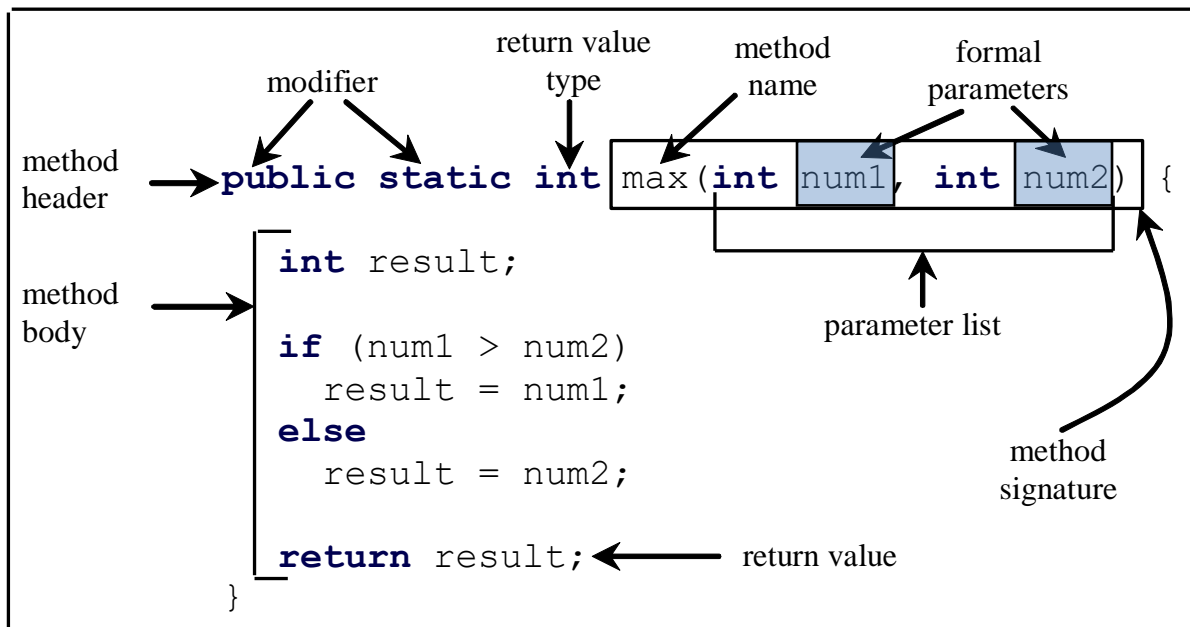 return value
type
method
name
formal
parameters
modifier
method
header
public static int max(int num1, int num2) {
method
body
int result;
parameter list
if (num1 > num2)
result = num1;
else
result = num2;
method
signature
return result;
return value
}